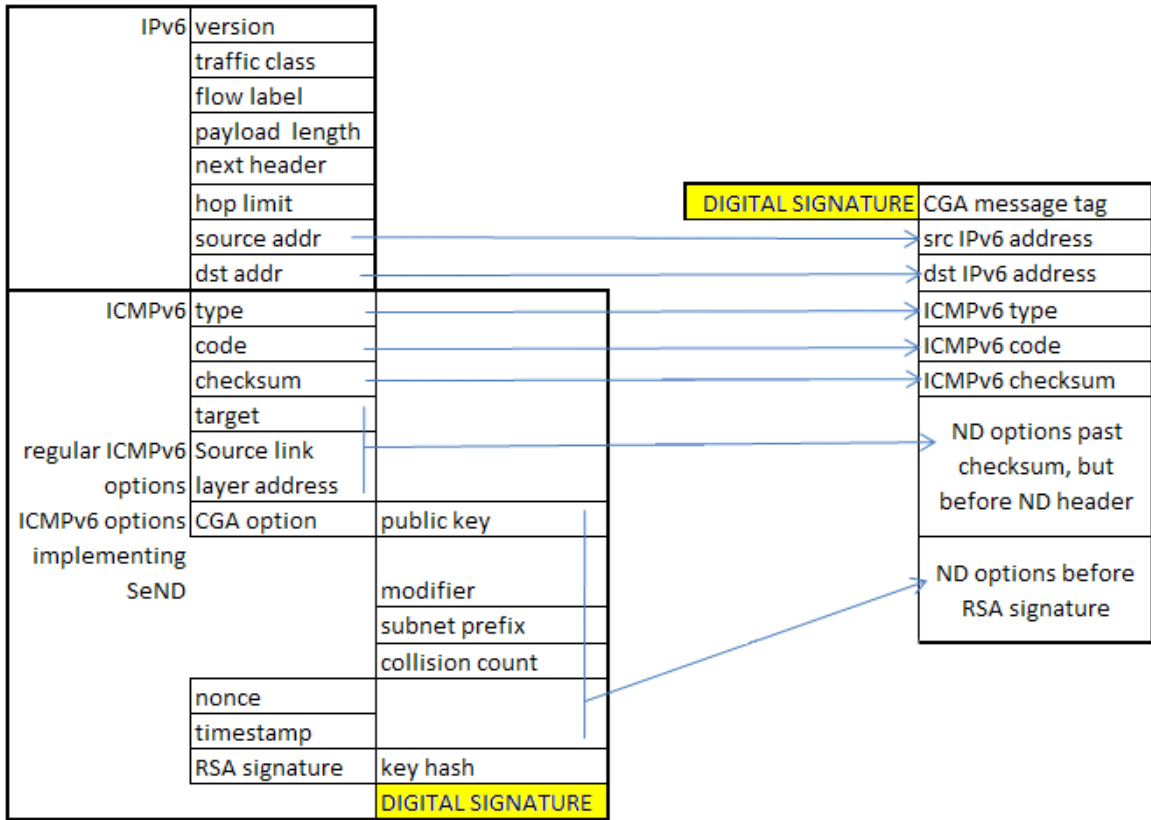 IPv6 version
traffic class
flow label
payload length
next header
hop limit
source addr
dst addr
ICMPv6 type
code
checksum
target
regular ICMPv6 Source link
options layer address
ICMPv6 options CGA option public key
implementing
SeND modifier
subnet prefix
collision count
nonce
timestamp
RSA signature key hash
DIGITAL SIGNATURE
DIGITAL SIGNATURE CGA message tag
src IPv6 address
dst IPv6 address
ICMPv6 type
ICMPv6 code
ICMPv6 checksum
ND options past
checksum, but
before ND header
ND options before
RSA signature